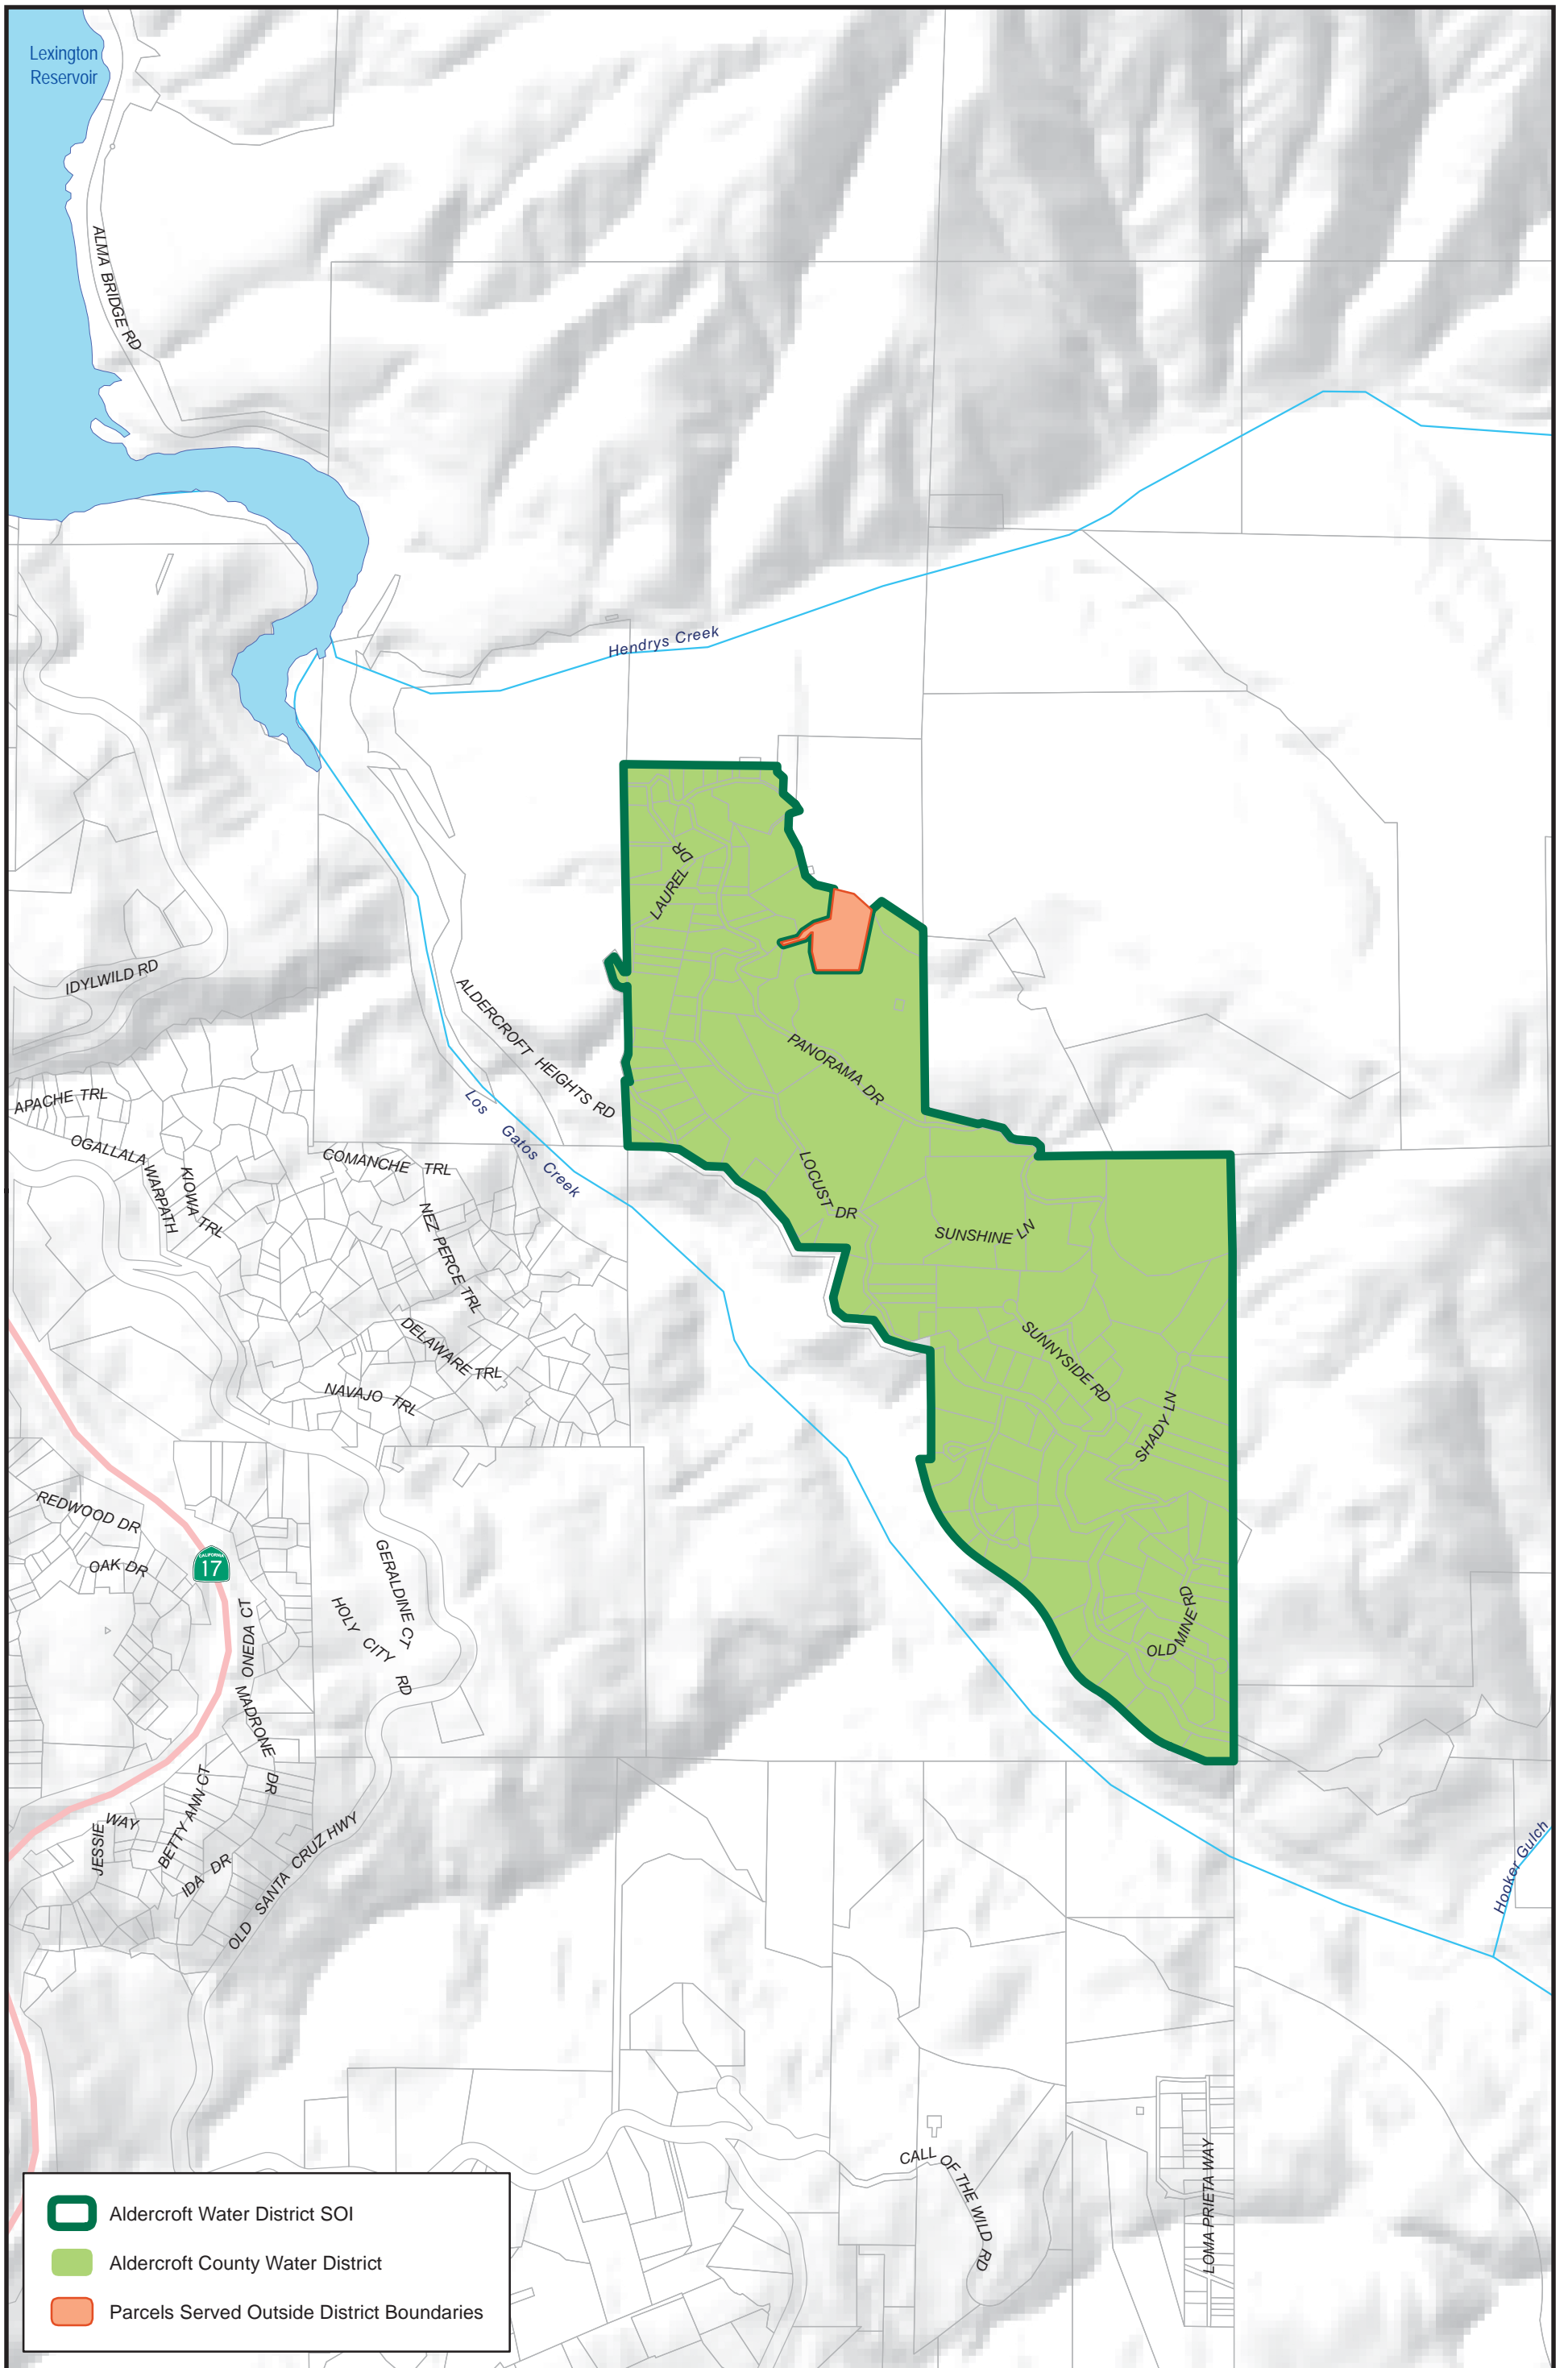 Lexington
Reservoir
ALMA BRIDGE RD
Hendrys Creek
LAUREL DR
IDYLWILD RD
ALDERCROFT HEIGHTS RD
PANORAMA DR
APACHE TRL
Los Gatos Creek
OGALLALA WARPATH
KIOWA TRL
COMANCHE TRL
NEZ PERCE TRL
LOCUST DR
SUNSHINE LN
DELAWARE TRL
NAVAJO TRL
SUNNYSIDE RD
SHADY LN
REDWOOD DR
OAK DR
CALIFORNIA
17
GERALDINE CT
HOLY CITY RD
ONEDA CT
MADRONE DR
OLD MINE RD
BETTY ANN CT
JESSIE WAY
IDA DR
OLD SANTA CRUZ HWY
Hooker Gulch
CALL OF THE WILD RD
LOMA PRIETA WAY
Aldercroft Water District SOI
Aldercroft County Water District
Parcels Served Outside District Boundaries